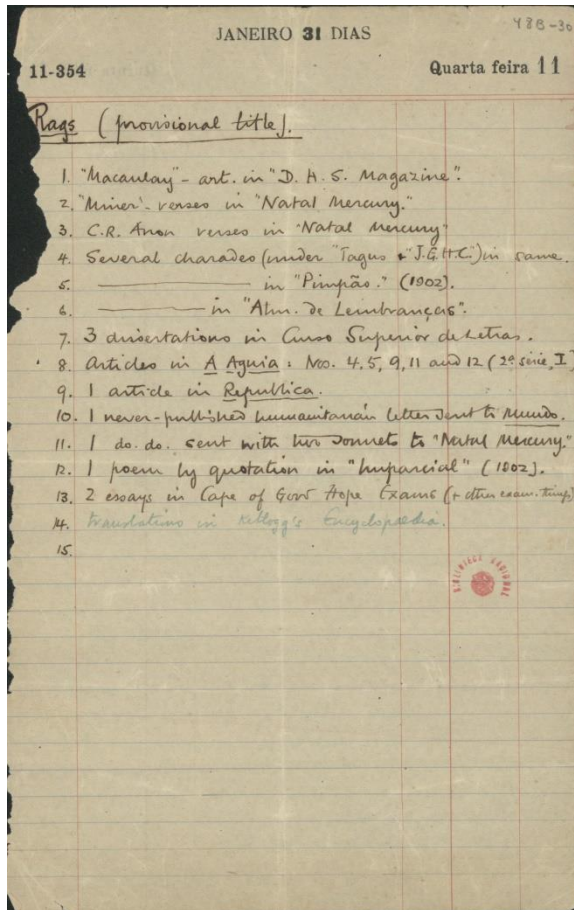 48B-30
JANEIRO 31 DIAS
11-354 Quarta feira 11
Rags (provisional title).
1. "Macaulay" - art. in "D. H. S. Magazine".
2. "Miner" - verses in "Natal Mercury."
3. C.R. Anon verses in "Natal Mercury"
4. Several charades (under "Tagus" & "J.G.H.C.") in same.
5. ——— in "Pimpão." (1902).
6. ——— in "Alm. de Lembranças".
7. 3 dissertations in Curso Superior de Letras.
8. Articles in A Aguia: Nos. 4, 5, 9, 11 and 12 (2ª série, I)
9. 1 article in Republica.
10. 1 never-published humanitarian letter sent to Mundo.
11. 1 do. do. sent with two sonnets to "Natal Mercury."
12. 1 poem by quotation in "Imparcial" (1902).
13. 2 essays in Cape of Good Hope Exams (+ other exam. things)
14. translations in Kellogg's Encyclopaedia.
15.
BIBLIOTECA NACIONAL